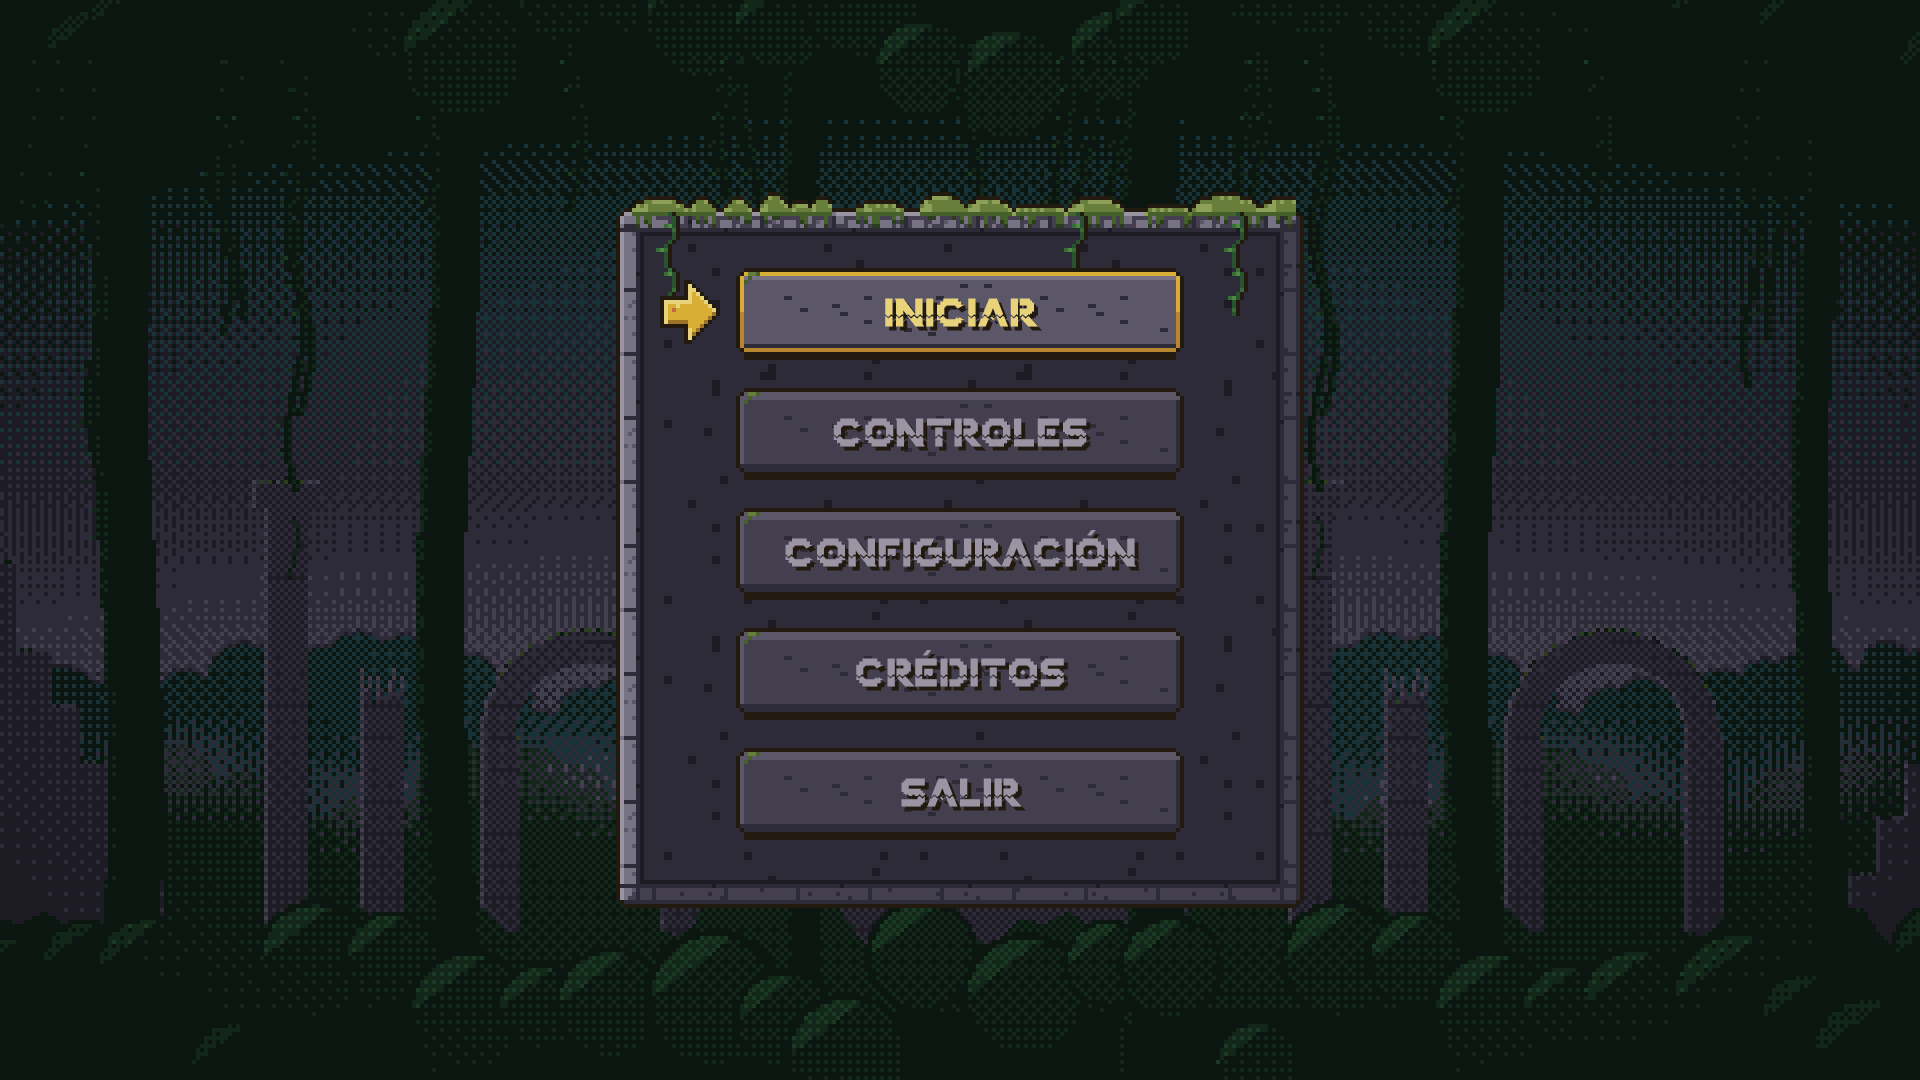 INICIAR
CONTROLES
CONFIGURACIÓN
CRÉDITOS
SALIR